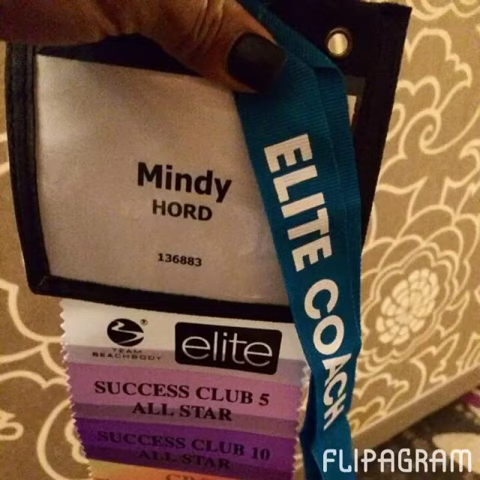 Mindy
HORD
136883
ELITE COACH
TEAM
BEACHBODY
elite
SUCCESS CLUB 5
ALL STAR
SUCCESS CLUB 10
ALL STAR
FLIPAGRAM